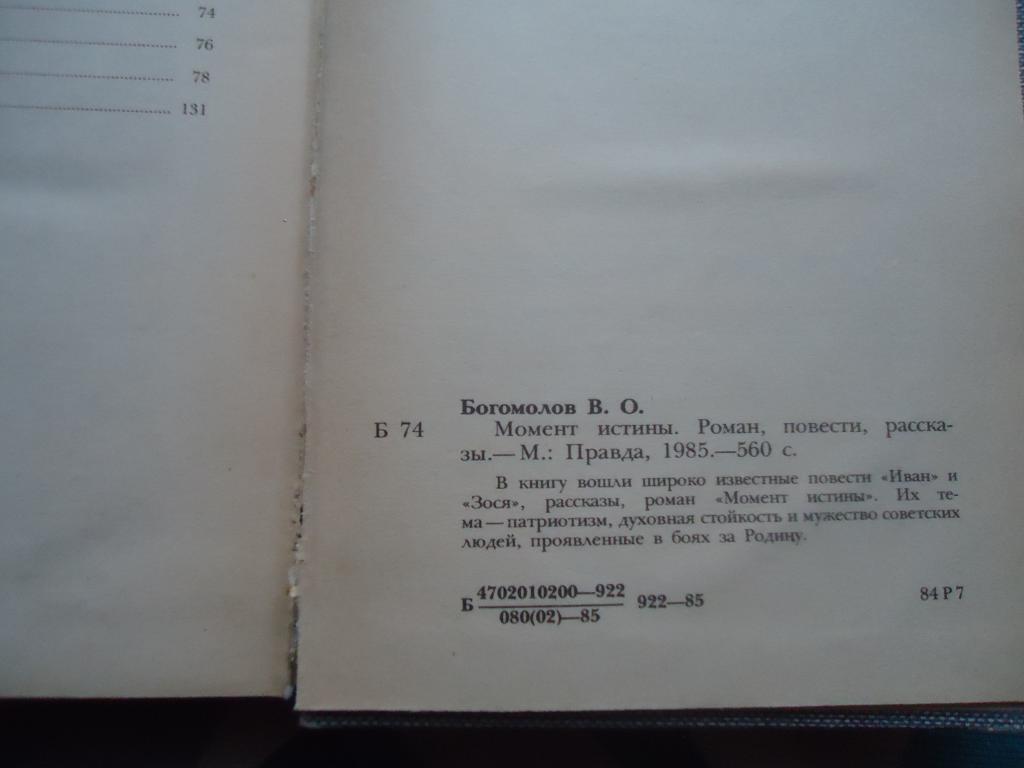 74
76
78
131
Богомолов В. О.
Б 74 Момент истины. Роман, повести, расска-
зы.— М.: Правда, 1985.—560 с.
В книгу вошли широко известные повести «Иван» и
«Зося», рассказы, роман «Момент истины». Их те-
ма — патриотизм, духовная стойкость и мужество советских
людей, проявленные в боях за Родину.
Б 4702010200—922 922—85 84 Р 7
080(02)—85